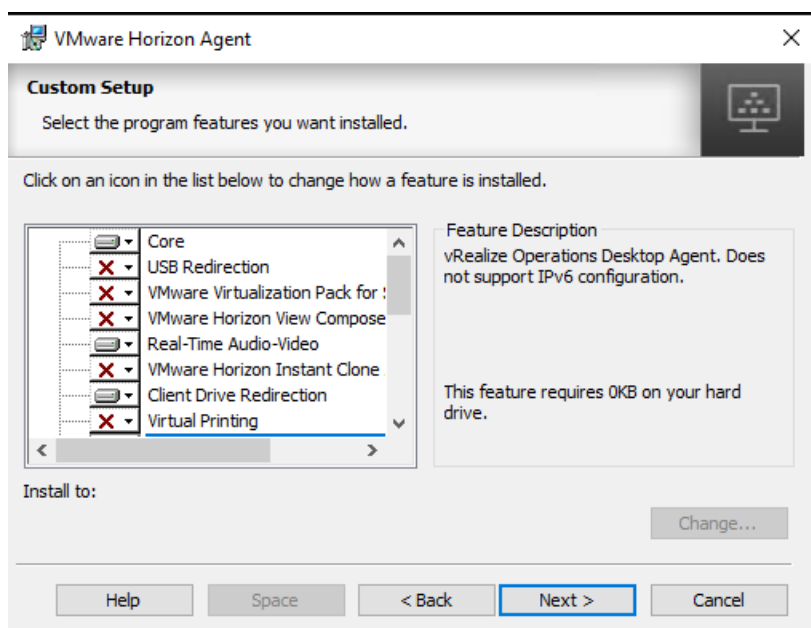 VMware Horizon Agent
Custom Setup
Select the program features you want installed.
Click on an icon in the list below to change how a feature is installed.
Core
USB Redirection
VMware Virtualization Pack for
VMware Horizon View Compose
Real-Time Audio-Video
VMware Horizon Instant Clone
Client Drive Redirection
Virtual Printing
Feature Description
vRealize Operations Desktop Agent. Does
not support IPv6 configuration.
This feature requires 0KB on your hard
drive.
Install to:
Change...
Help
Space
< Back
Next >
Cancel